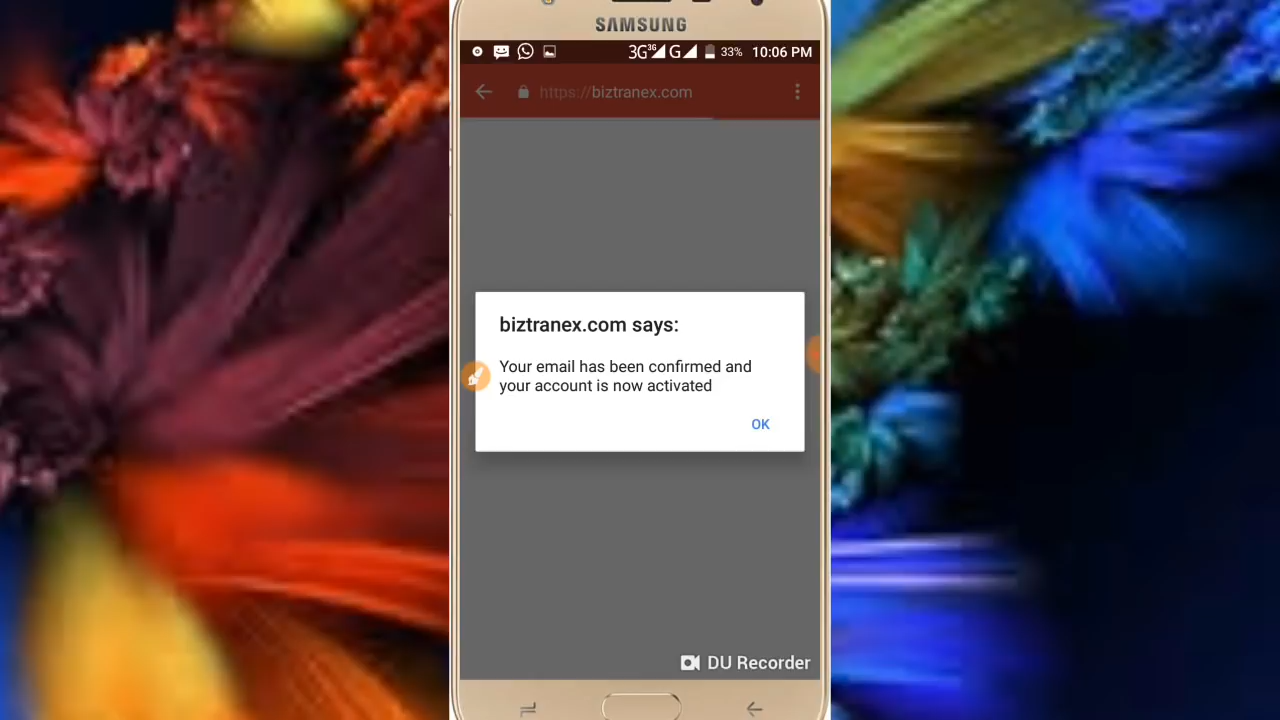 SAMSUNG
3G 3G G 33% 10:06 PM
https://biztranex.com
biztranex.com says:
Your email has been confirmed and
your account is now activated
OK
DU Recorder